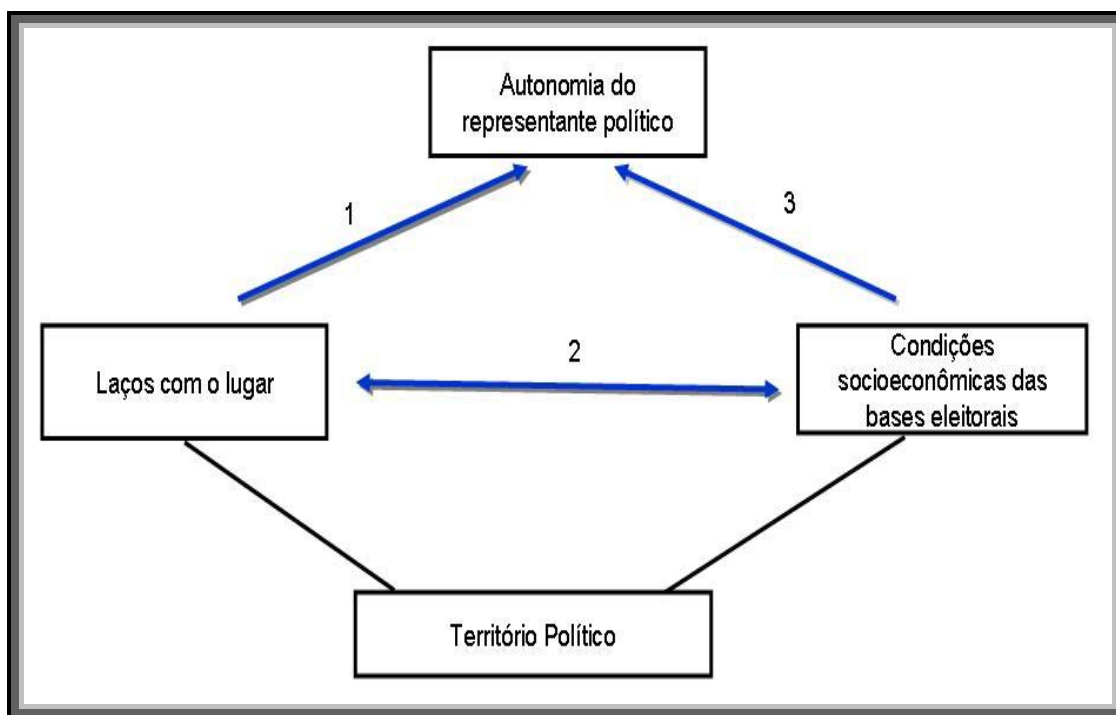 Autonomia do
representante político
1
3
2
Laços com o lugar
Condições
socioeconômicas das
bases eleitorais
Território Político